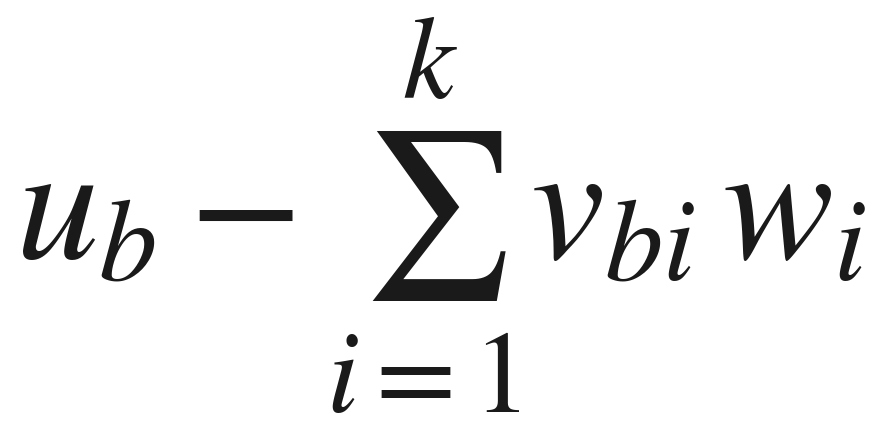 u_b − \sum_{i=1}^{k} v_{bi} w_i